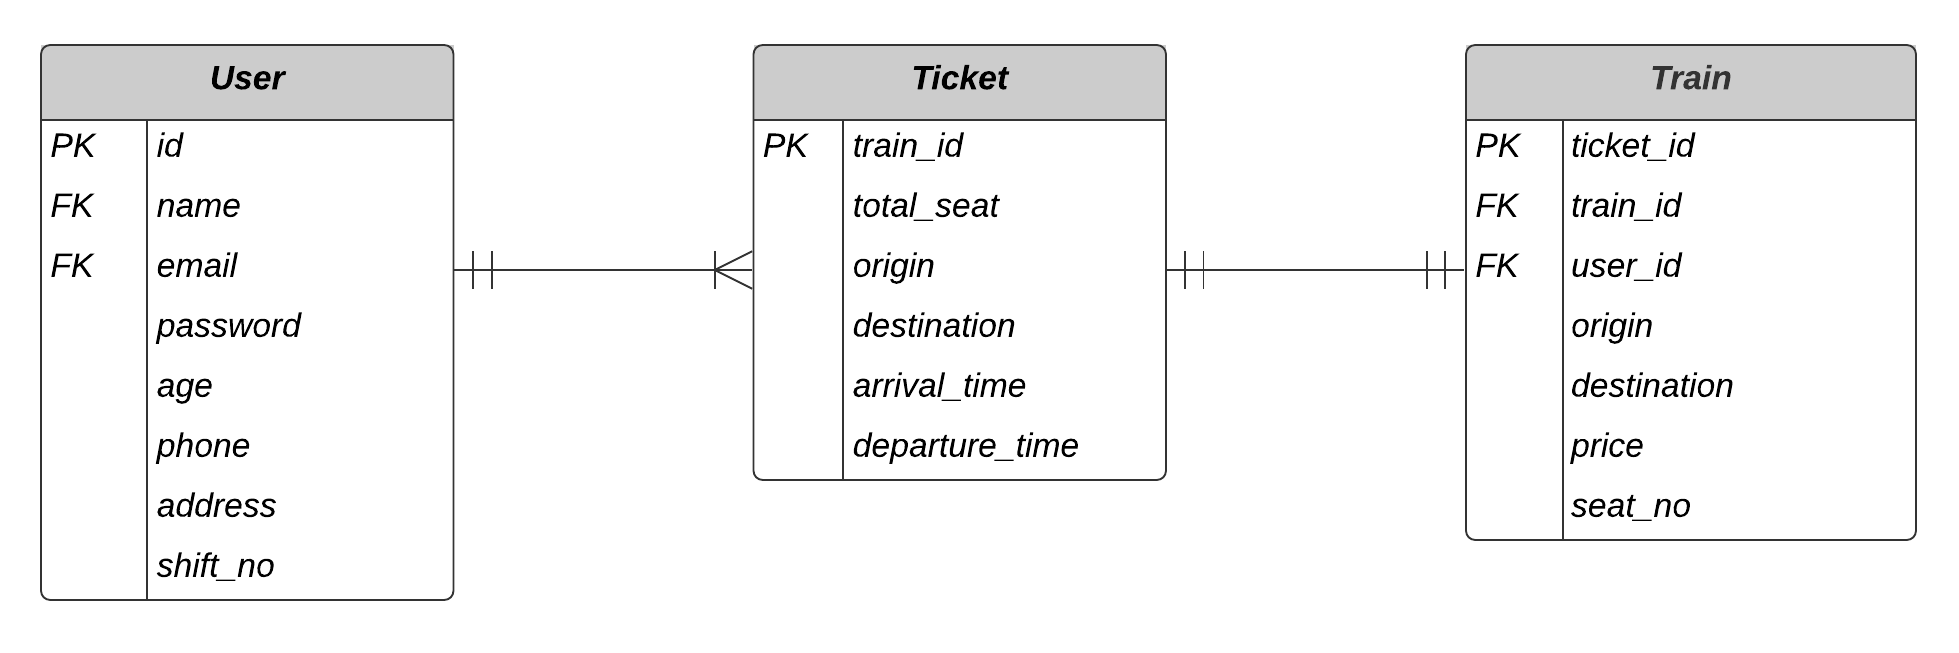 User
PK id
FK name
FK email
password
age
phone
address
shift_no
Ticket
PK train_id
total_seat
origin
destination
arrival_time
departure_time
Train
PK ticket_id
FK train_id
FK user_id
origin
destination
price
seat_no